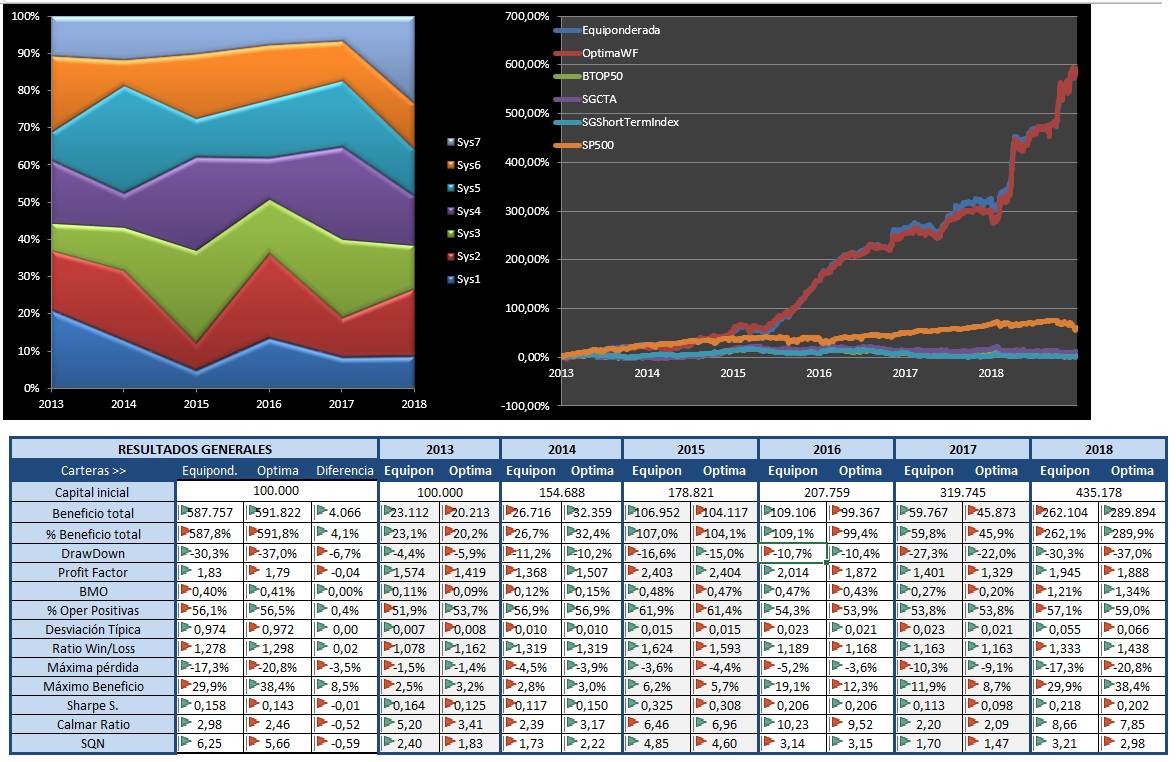 100%
90%
80%
70%
60%
50%
40%
30%
20%
10%
0%
2013 2014 2015 2016 2017 2018
Sys7
Sys6
Sys5
Sys4
Sys3
Sys2
Sys1
700,00%
600,00%
500,00%
400,00%
300,00%
200,00%
100,00%
0,00%
-100,00%
Equiponderada
OptimaWF
BTOP50
SGCTA
SGShortTermIndex
SP500
2013 2014 2015 2016 2017 2018
RESULTADOS GENERALES 2013 2014 2015 2016 2017 2018
Carteras >> Equipond. Optima Diferencia Equipon Optima Equipon Optima Equipon Optima Equipon Optima Equipon Optima Equipon Optima
Capital inicial 100.000 100.000 154.688 178.821 207.759 319.745 435.178
Beneficio total 587.757 591.822 4.066 23.112 20.213 26.716 32.359 106.952 104.117 109.106 99.367 59.767 45.873 262.104 289.894
% Beneficio total 587,8% 591,8% 4,1% 23,1% 20,2% 26,7% 32,4% 107,0% 104,1% 109,1% 99,4% 59,8% 45,9% 262,1% 289,9%
DrawDown -30,3% -37,0% -6,7% -4,4% -5,9% -11,2% -10,2% -16,6% -15,0% -10,7% -10,4% -27,3% -22,0% -30,3% -37,0%
Profit Factor 1,83 1,79 -0,04 1,574 1,419 1,368 1,507 2,403 2,404 2,014 1,872 1,401 1,329 1,945 1,888
BMO 0,40% 0,41% 0,00% 0,11% 0,09% 0,12% 0,15% 0,48% 0,47% 0,47% 0,43% 0,27% 0,20% 1,21% 1,34%
% Oper Positivas 56,1% 56,5% 0,4% 51,9% 53,7% 56,9% 56,9% 61,9% 61,4% 54,3% 53,9% 53,8% 53,8% 57,1% 59,0%
Desviación Típica 0,974 0,972 0,00 0,007 0,008 0,010 0,010 0,015 0,015 0,023 0,021 0,023 0,021 0,055 0,066
Ratio Win/Loss 1,278 1,298 0,02 1,078 1,162 1,319 1,319 1,624 1,593 1,189 1,168 1,163 1,163 1,333 1,438
Máxima pérdida -17,3% -20,8% -3,5% -1,5% -1,4% -4,5% -3,9% -3,6% -4,4% -5,2% -3,6% -10,3% -9,1% -17,3% -20,8%
Máximo Beneficio 29,9% 38,4% 8,5% 2,5% 3,2% 2,8% 3,0% 6,2% 5,7% 19,1% 12,3% 11,9% 8,7% 29,9% 38,4%
Sharpe S. 0,158 0,143 -0,01 0,164 0,125 0,117 0,150 0,325 0,308 0,206 0,206 0,113 0,098 0,218 0,202
Calmar Ratio 2,98 2,46 -0,52 5,20 3,41 2,39 3,17 6,46 6,96 10,23 9,52 2,20 2,09 8,66 7,85
SQN 6,25 5,66 -0,59 2,40 1,83 1,73 2,22 4,85 4,60 3,14 3,15 1,70 1,47 3,21 2,98